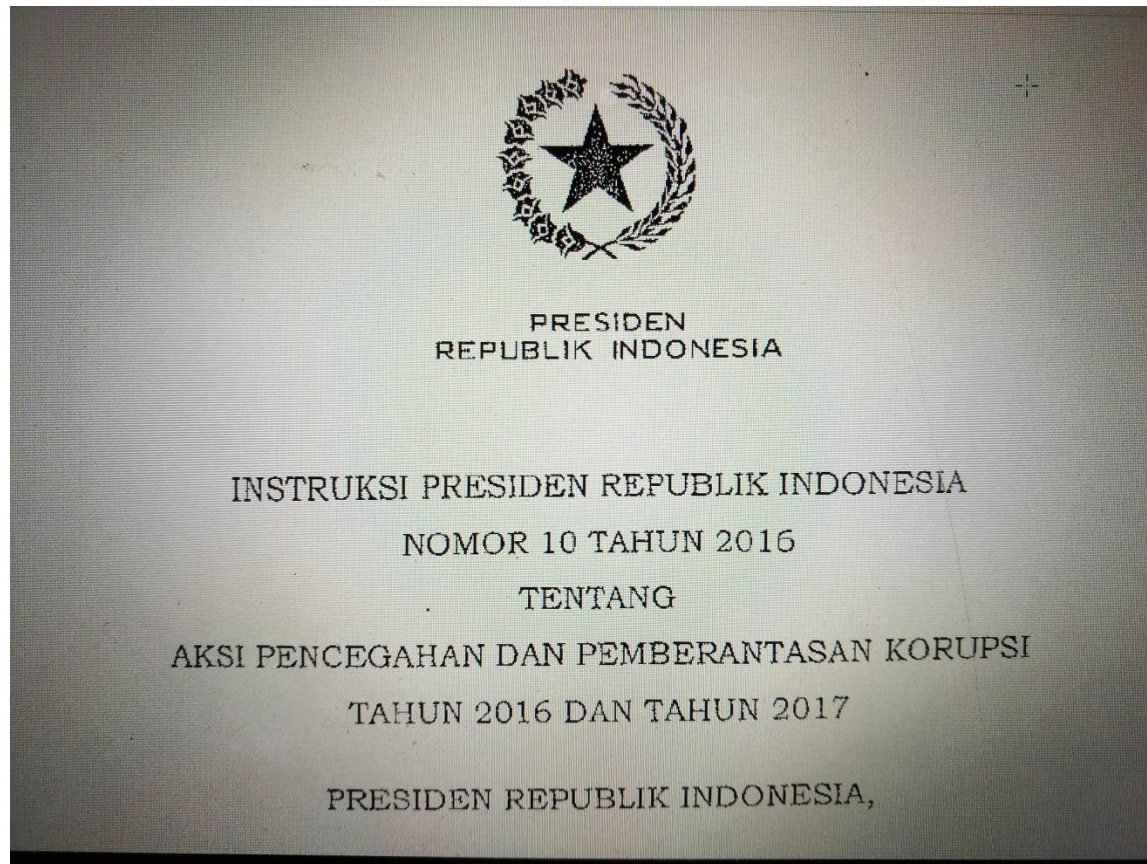 PRESIDEN
REPUBLIK INDONESIA
INSTRUKSI PRESIDEN REPUBLIK INDONESIA
NOMOR 10 TAHUN 2016
TENTANG
AKSI PENCEGAHAN DAN PEMBERANTASAN KORUPSI
TAHUN 2016 DAN TAHUN 2017
PRESIDEN REPUBLIK INDONESIA,